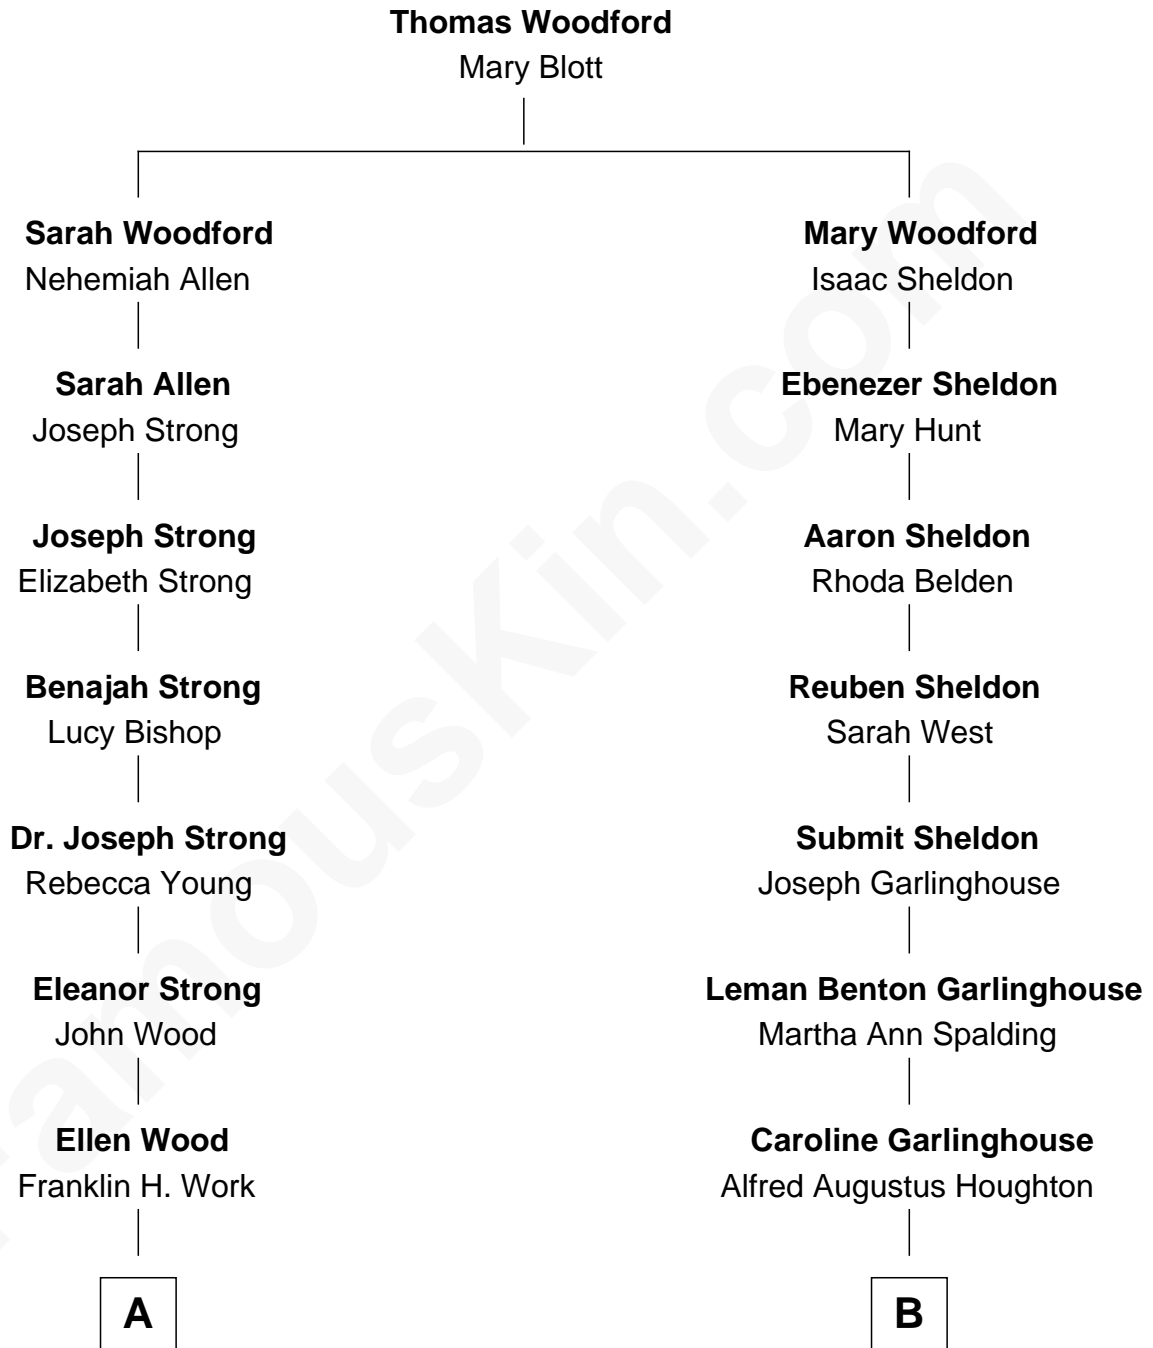 Thomas Woodford
Mary Blott
Sarah Woodford
Nehemiah Allen
Mary Woodford
Isaac Sheldon
Sarah Allen
Joseph Strong
Ebenezer Sheldon
Mary Hunt
Joseph Strong
Elizabeth Strong
Aaron Sheldon
Rhoda Belden
Benajah Strong
Lucy Bishop
Reuben Sheldon
Sarah West
Dr. Joseph Strong
Rebecca Young
Submit Sheldon
Joseph Garlinghouse
Eleanor Strong
John Wood
Leman Benton Garlinghouse
Martha Ann Spalding
Ellen Wood
Franklin H. Work
Caroline Garlinghouse
Alfred Augustus Houghton
A
B
FamousKin.com